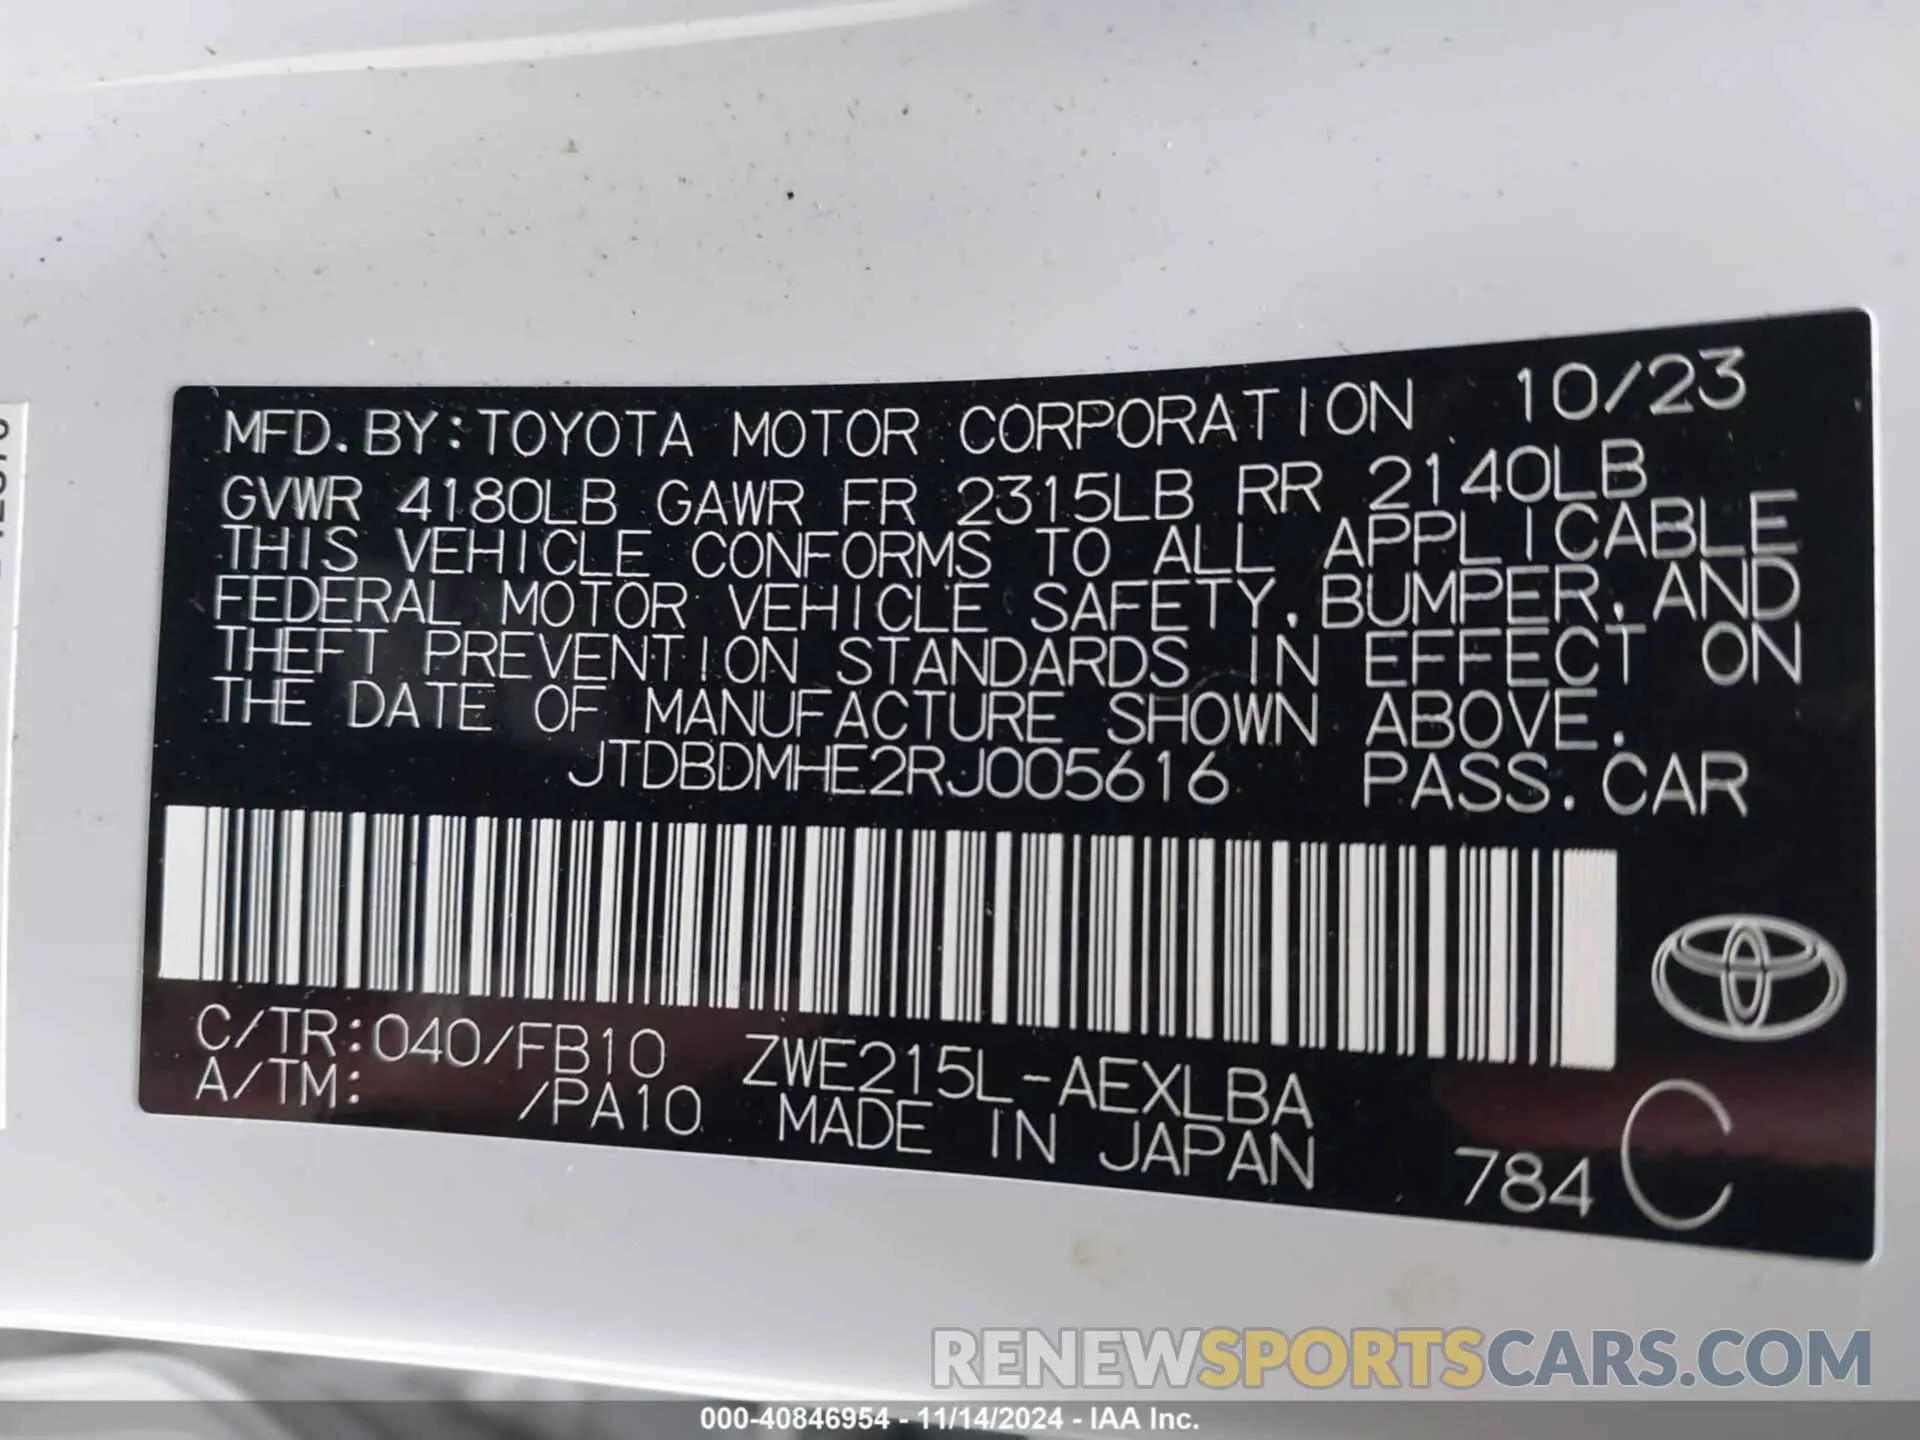 MFD. BY: TOYOTA MOTOR CORPORATION 10/23
GVWR 4180LB GAWR FR 2315LB RR 2140LB
THIS VEHICLE CONFORMS TO ALL APPLICABLE
FEDERAL MOTOR VEHICLE SAFETY, BUMPER, AND
THEFT PREVENTION STANDARDS IN EFFECT ON
THE DATE OF MANUFACTURE SHOWN ABOVE.
JTDBDMHE2RJ005616 PASS. CAR
C/TR: 040/FB10 ZWE215L-AEXLBA
A/TM: /PA10 MADE IN JAPAN 784 C
RENEWSPORTSCARS.COM
000-40846954 - 11/14/2024 - IAA Inc.